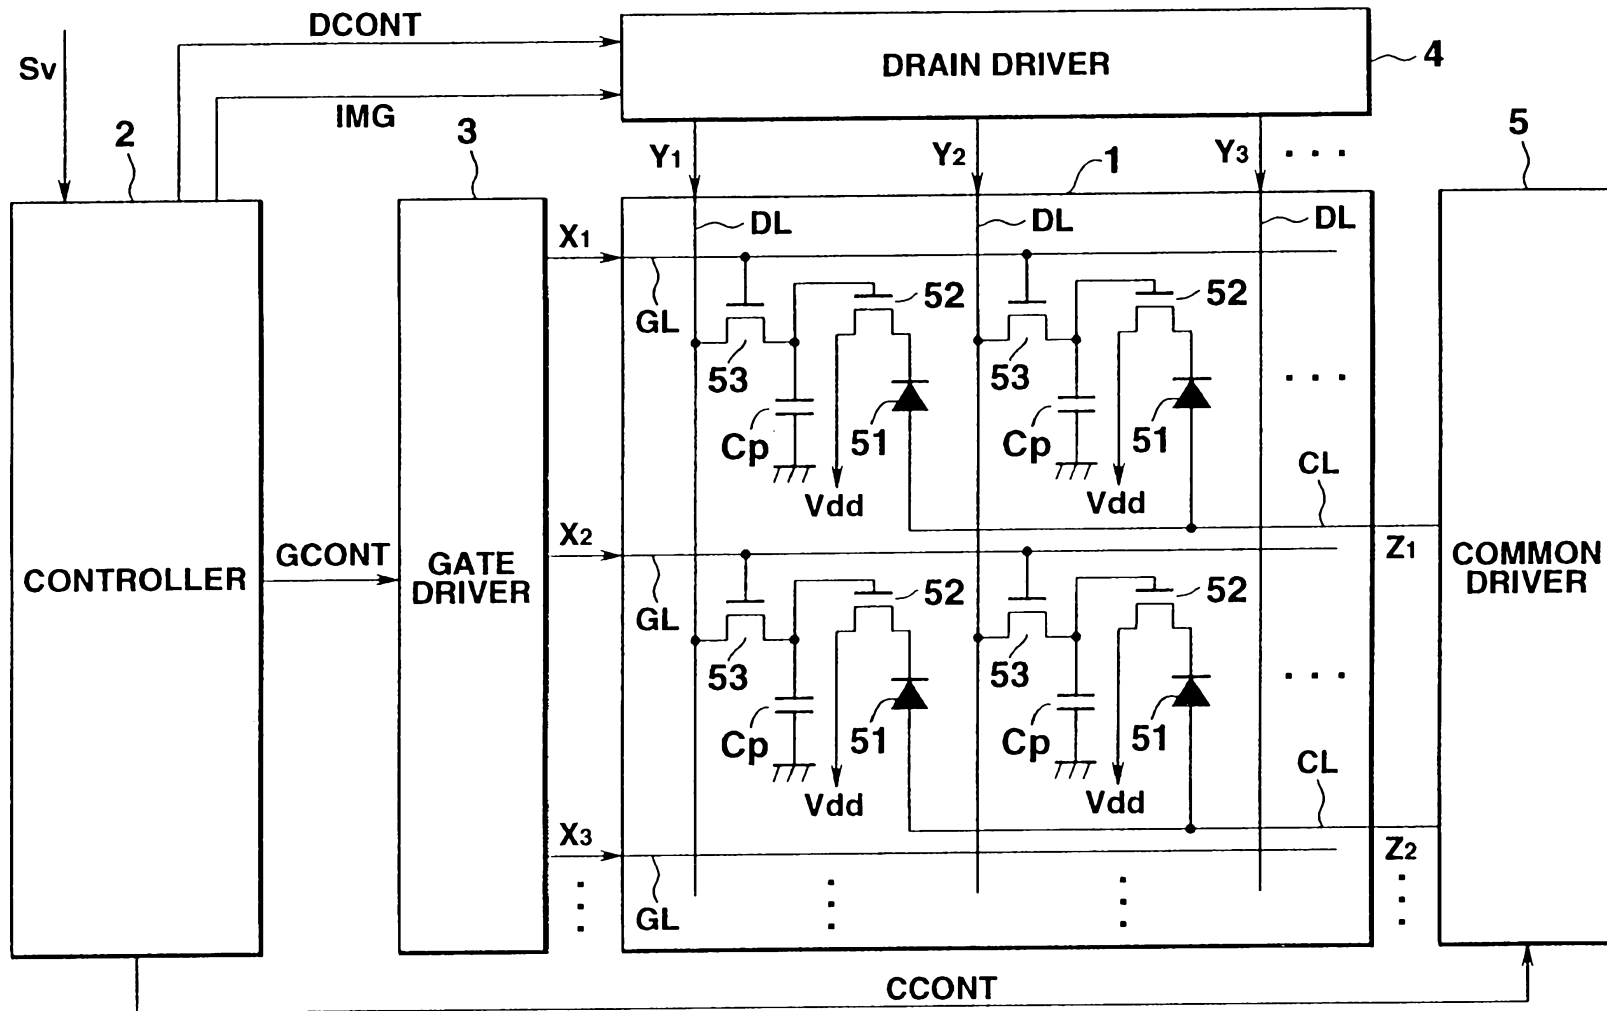 DCONT
Sv
DRAIN DRIVER
4
IMG
2
3
5
Y1
Y2
Y3
1
DL
DL
DL
X1
GL
52
52
53
53
Cp
51
Cp
51
Vdd
Vdd
CL
X2
Z1
CONTROLLER
GCONT
GATE
DRIVER
COMMON
DRIVER
GL
52
52
53
53
Cp
51
Cp
51
Vdd
Vdd
CL
X3
Z2
GL
CCONT